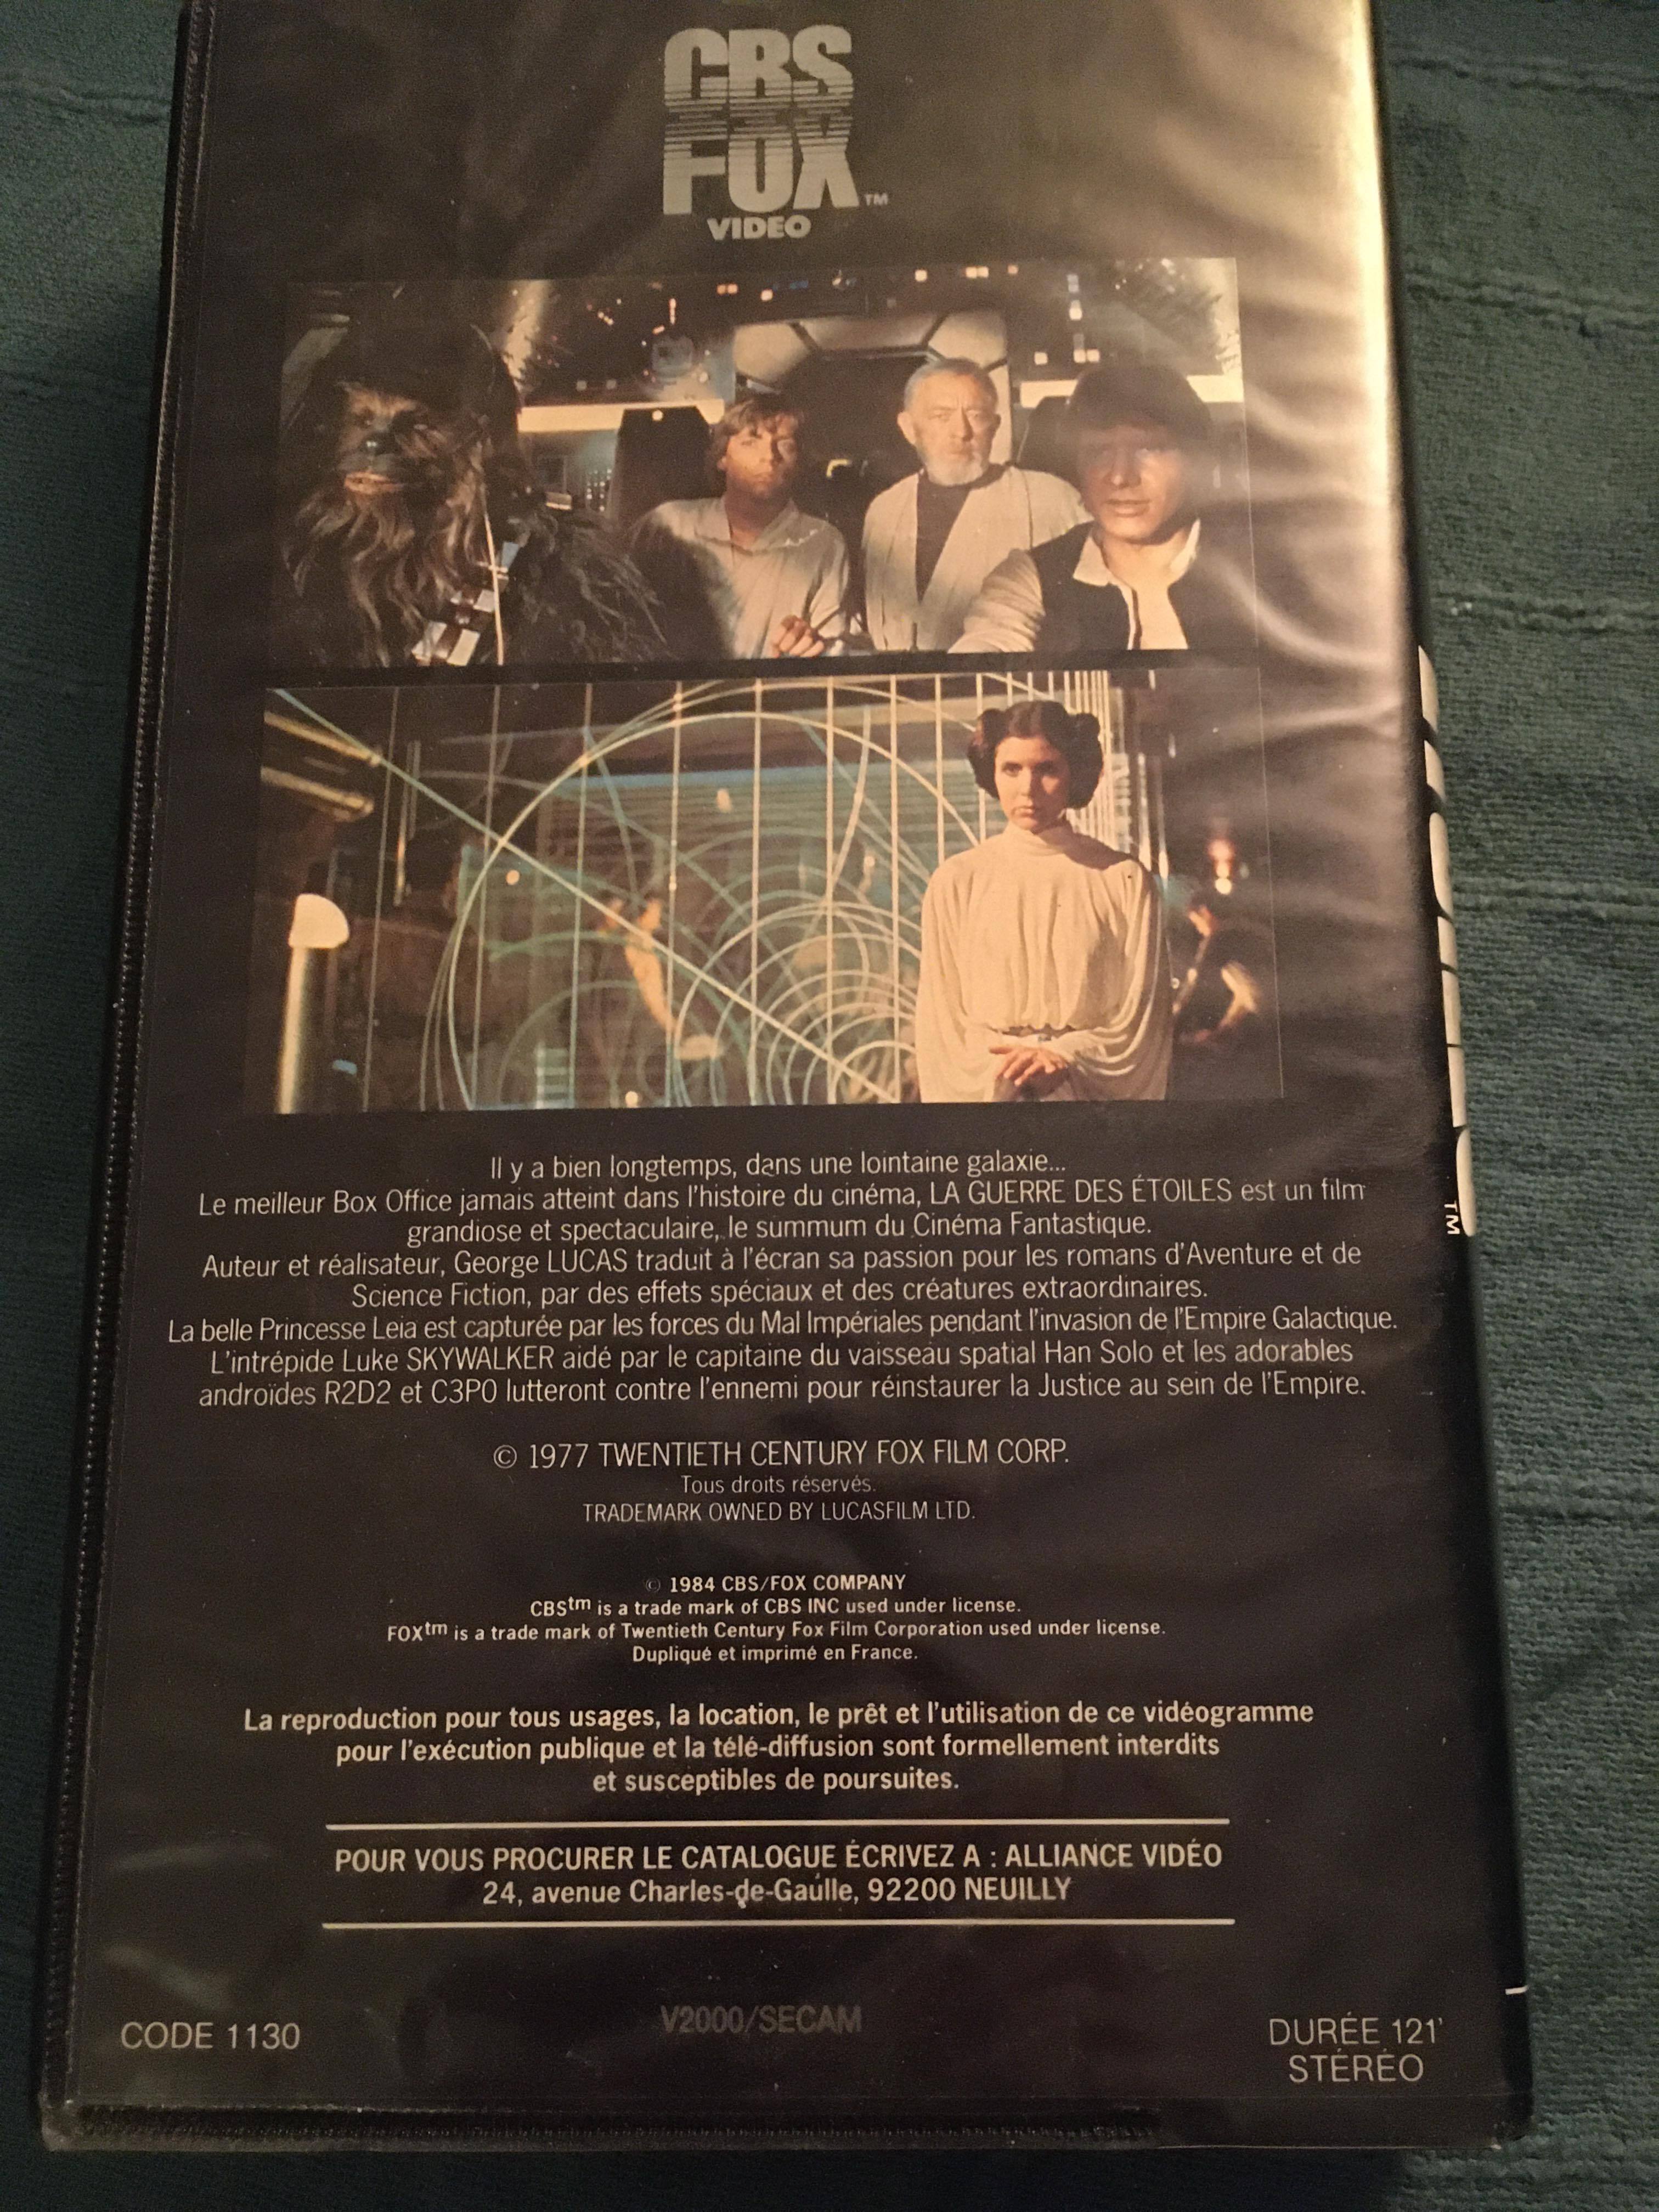 CBS
FOX™
VIDEO
Il y a bien longtemps, dans une lointaine galaxie...
Le meilleur Box Office jamais atteint dans l'histoire du cinéma, LA GUERRE DES ÉTOILES est un film
grandiose et spectaculaire, le summum du Cinéma Fantastique.
Auteur et réalisateur, George LUCAS traduit à l'écran sa passion pour les romans d'Aventure et de
Science Fiction, par des effets spéciaux et des créatures extraordinaires.
La belle Princesse Leia est capturée par les forces du Mal Impériales pendant l'invasion de l'Empire Galactique.
L'intrépide Luke SKYWALKER aidé par le capitaine du vaisseau spatial Han Solo et les adorables
androïdes R2D2 et C3P0 lutteront contre l'ennemi pour réinstaurer la Justice au sein de l'Empire.
© 1977 TWENTIETH CENTURY FOX FILM CORP.
Tous droits réservés.
TRADEMARK OWNED BY LUCASFILM LTD.
© 1984 CBS/FOX COMPANY
CBStm is a trade mark of CBS INC used under license.
FOXtm is a trade mark of Twentieth Century Fox Film Corporation used under license.
Dupliqué et imprimé en France.
La reproduction pour tous usages, la location, le prêt et l'utilisation de ce vidéogramme
pour l'exécution publique et la télé-diffusion sont formellement interdits
et susceptibles de poursuites.
POUR VOUS PROCURER LE CATALOGUE ÉCRIVEZ A : ALLIANCE VIDÉO
24, avenue Charles-de-Gaulle, 92200 NEUILLY
CODE 1130
V2000/SECAM
DURÉE 121'
STÉRÉO
TM